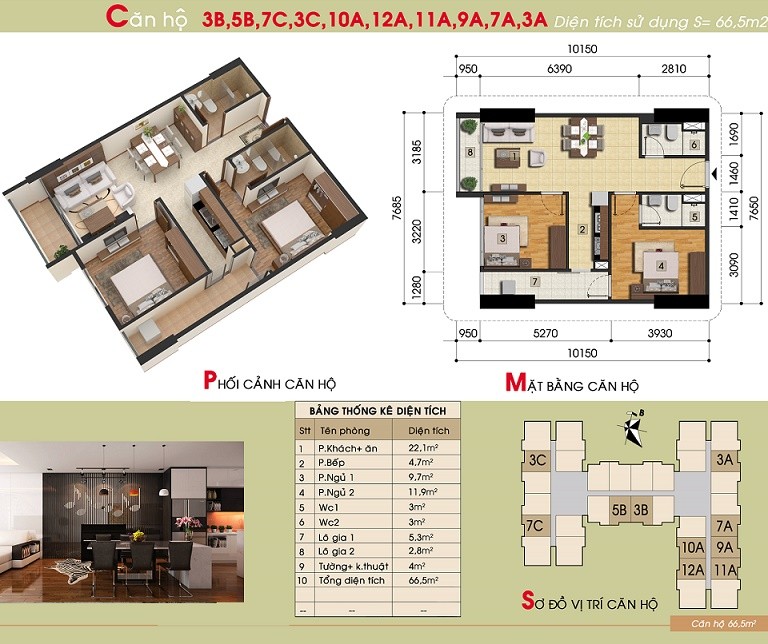 Căn hộ 3B,5B,7C,3C,10A,12A,11A,9A,7A,3A Diện tích sử dụng S= 66,5m2
10150
950 6390 2810
3185
3220
1280
7685
1690
1460
1410
3090
7650
8
1
6
5
2
3
4
7
950 5270 3930
10150
PHỐI CẢNH CĂN HỘ
MẶT BẰNG CĂN HỘ
BẢNG THỐNG KÊ DIỆN TÍCH
Stt Tên phòng Diện tích
1 P.Khách+ ăn 22,1m²
2 P.Bếp 4,7m²
3 P.Ngủ 1 9,7m²
4 P.Ngủ 2 11,9m²
5 Wc1 3m²
6 Wc2 3m²
7 Lô gia 1 5,3m²
8 Lô gia 2 2,8m²
9 Tường+ k.thuật 4m²
10 Tổng diện tích 66,5m²
-- -- --
B
3C 3A
5B 3B
7C 7A
10A 9A
12A 11A
SƠ ĐỒ VỊ TRÍ CĂN HỘ
Căn hộ 66,5m²